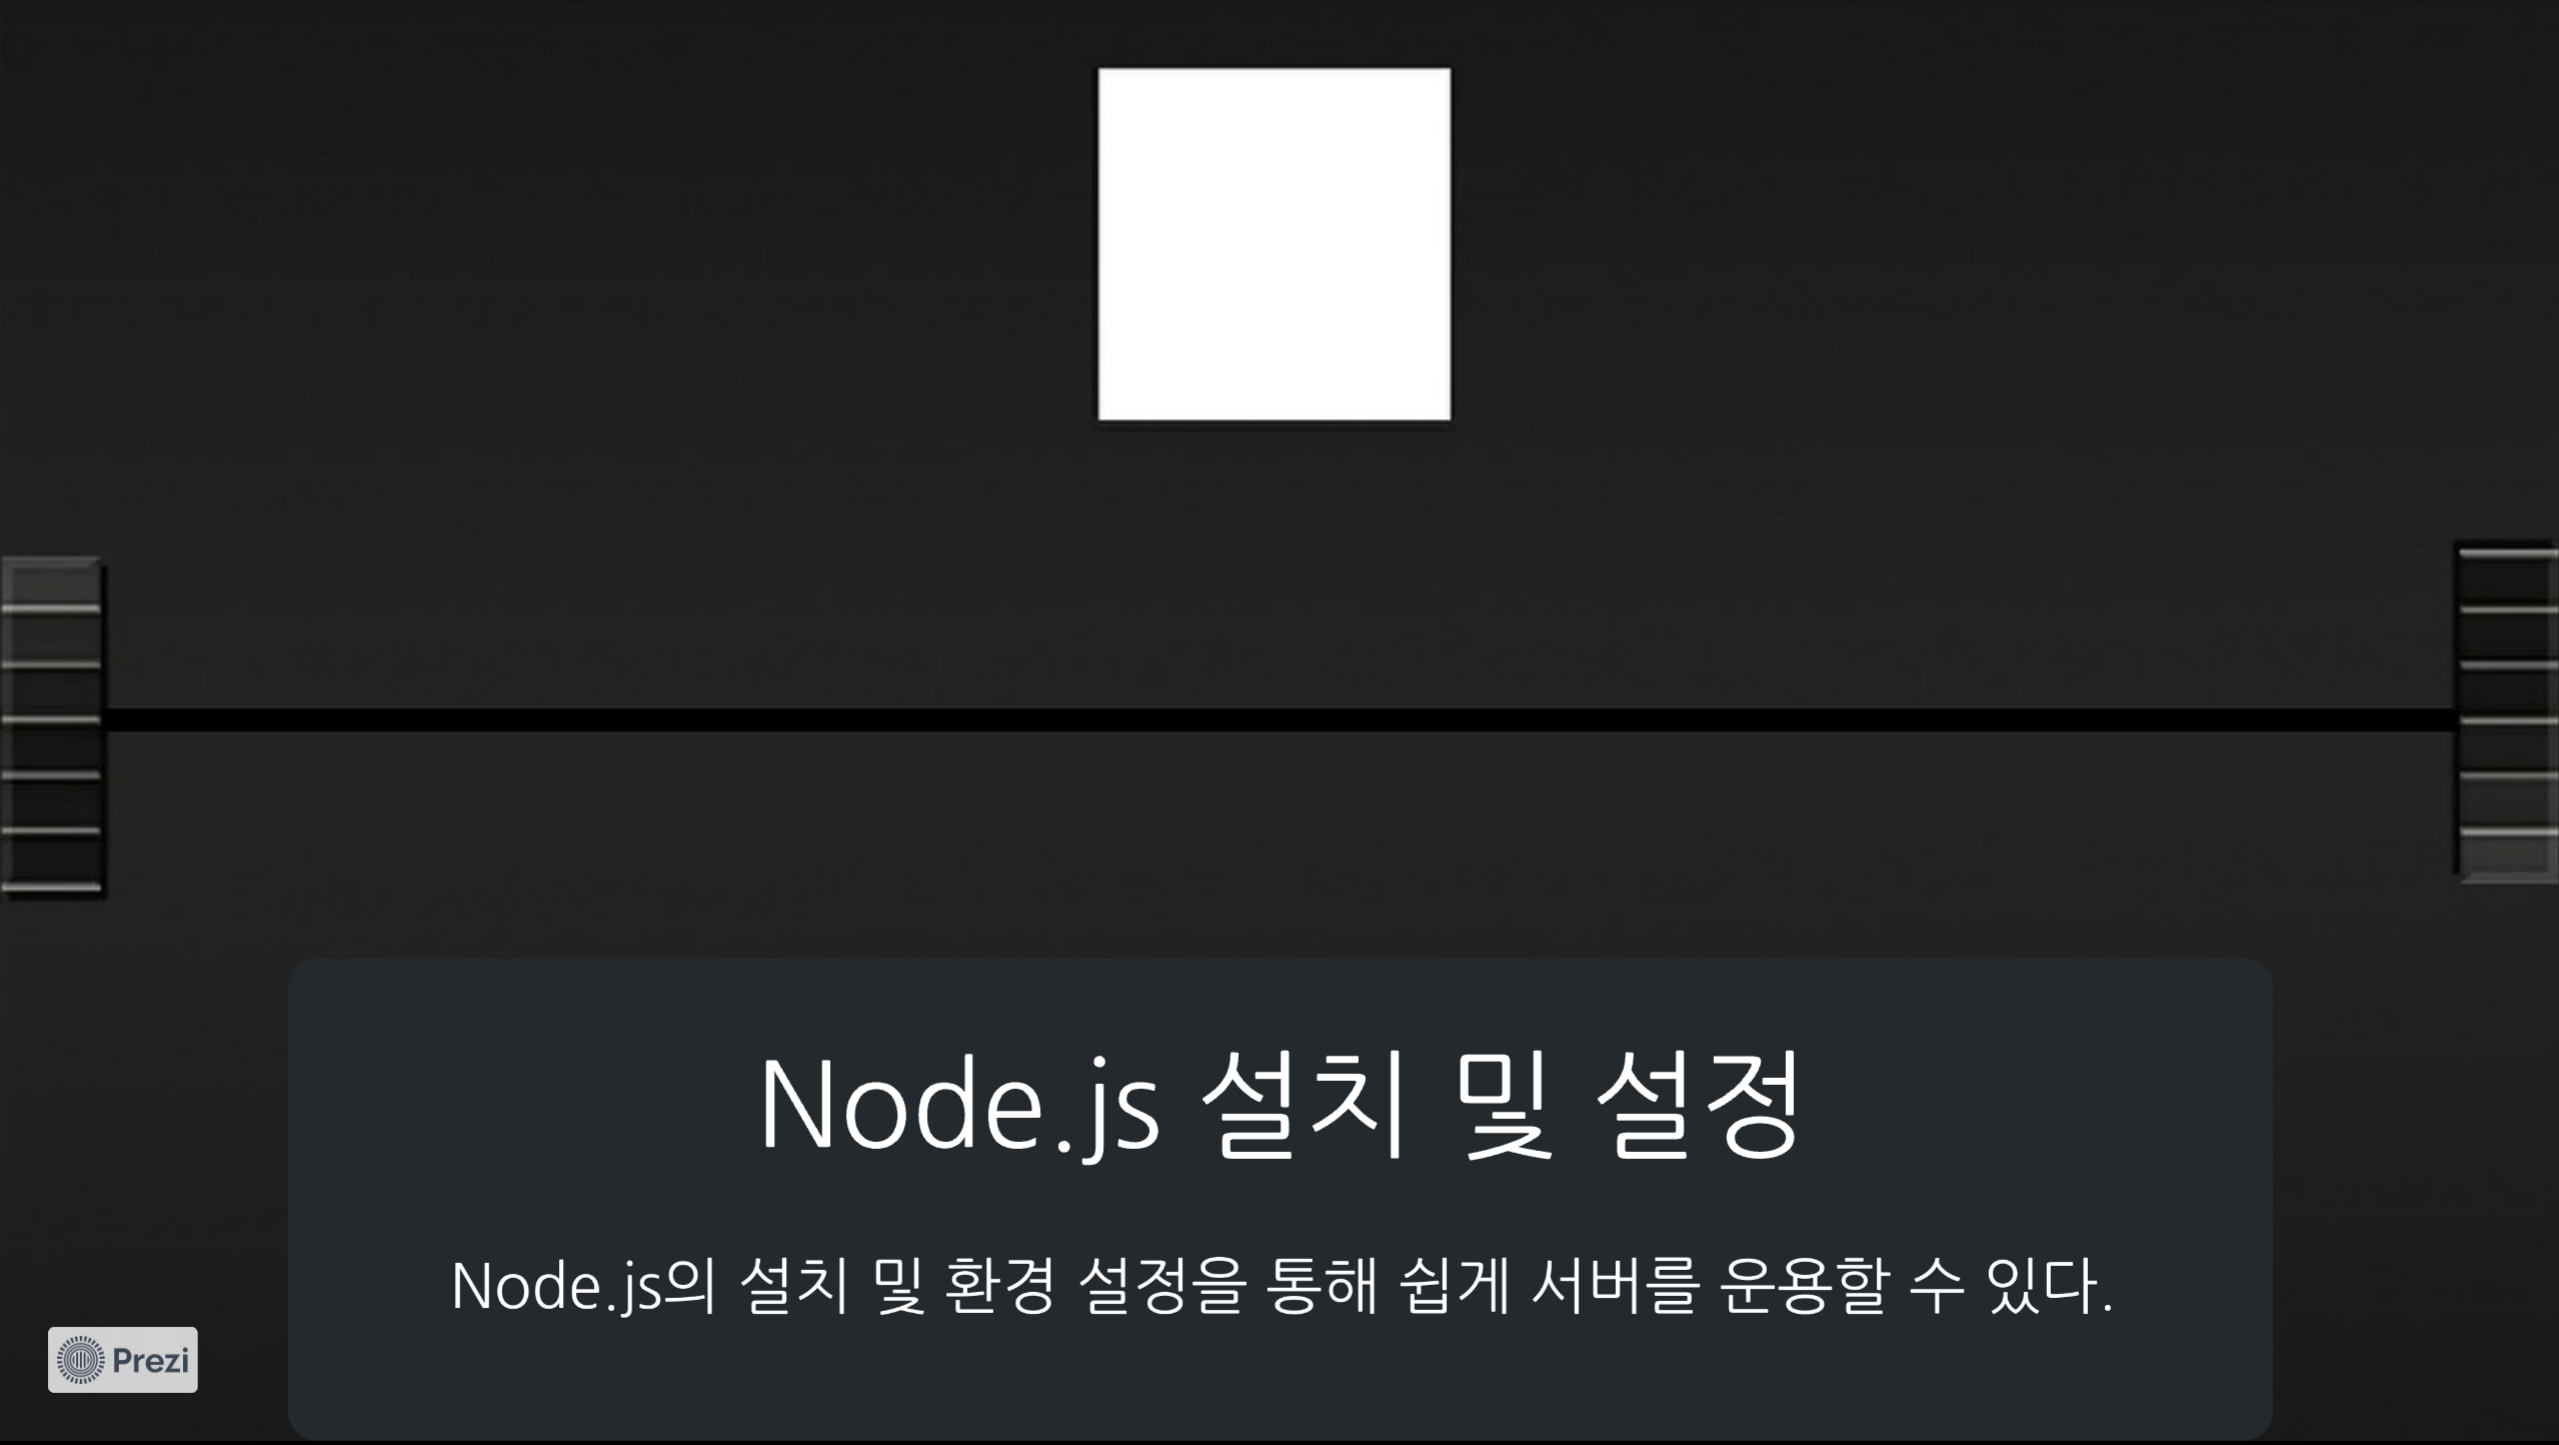 Node.js 설치 및 설정
Node.js의 설치 및 환경 설정을 통해 쉽게 서버를 운용할 수 있다.
Prezi